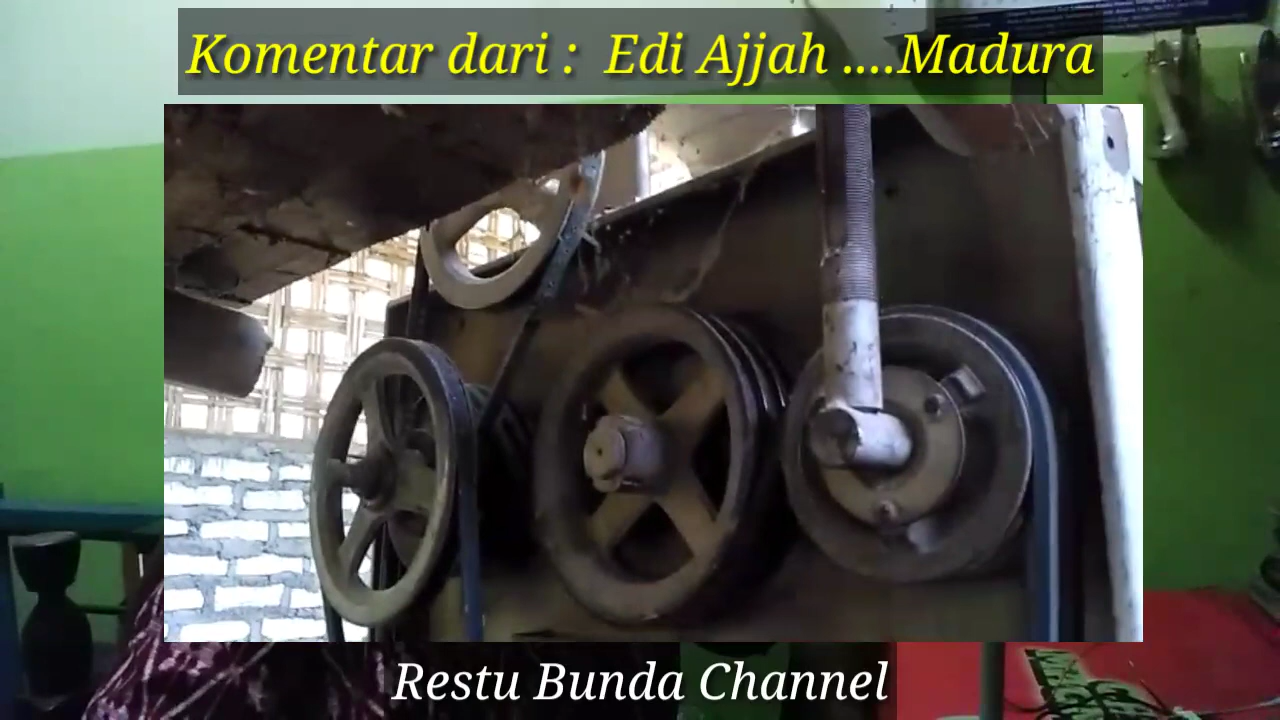 Komentar dari :  Edi Ajjah ....Madura
Restu Bunda Channel